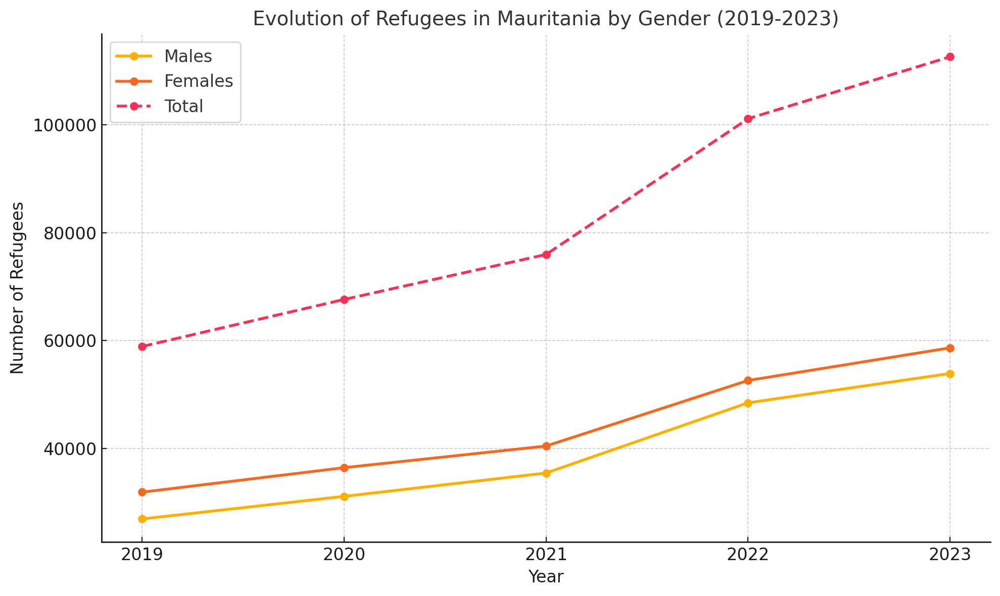 Evolution of Refugees in Mauritania by Gender (2019-2023)
Males
Females
Total
100000
80000
60000
40000
Number of Refugees
2019 2020 2021 2022 2023
Year